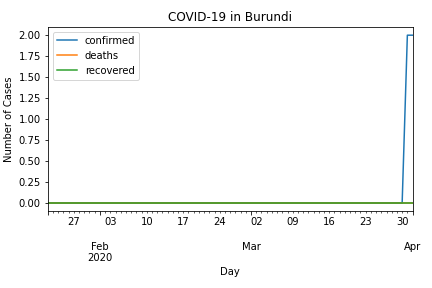 COVID-19 in Burundi
confirmed
deaths
recovered
2.00
1.75
1.50
1.25
1.00
0.75
0.50
0.25
0.00
Number of Cases
27 03 10 17 24 02 09 16 23 30
Feb Mar Apr
2020
Day